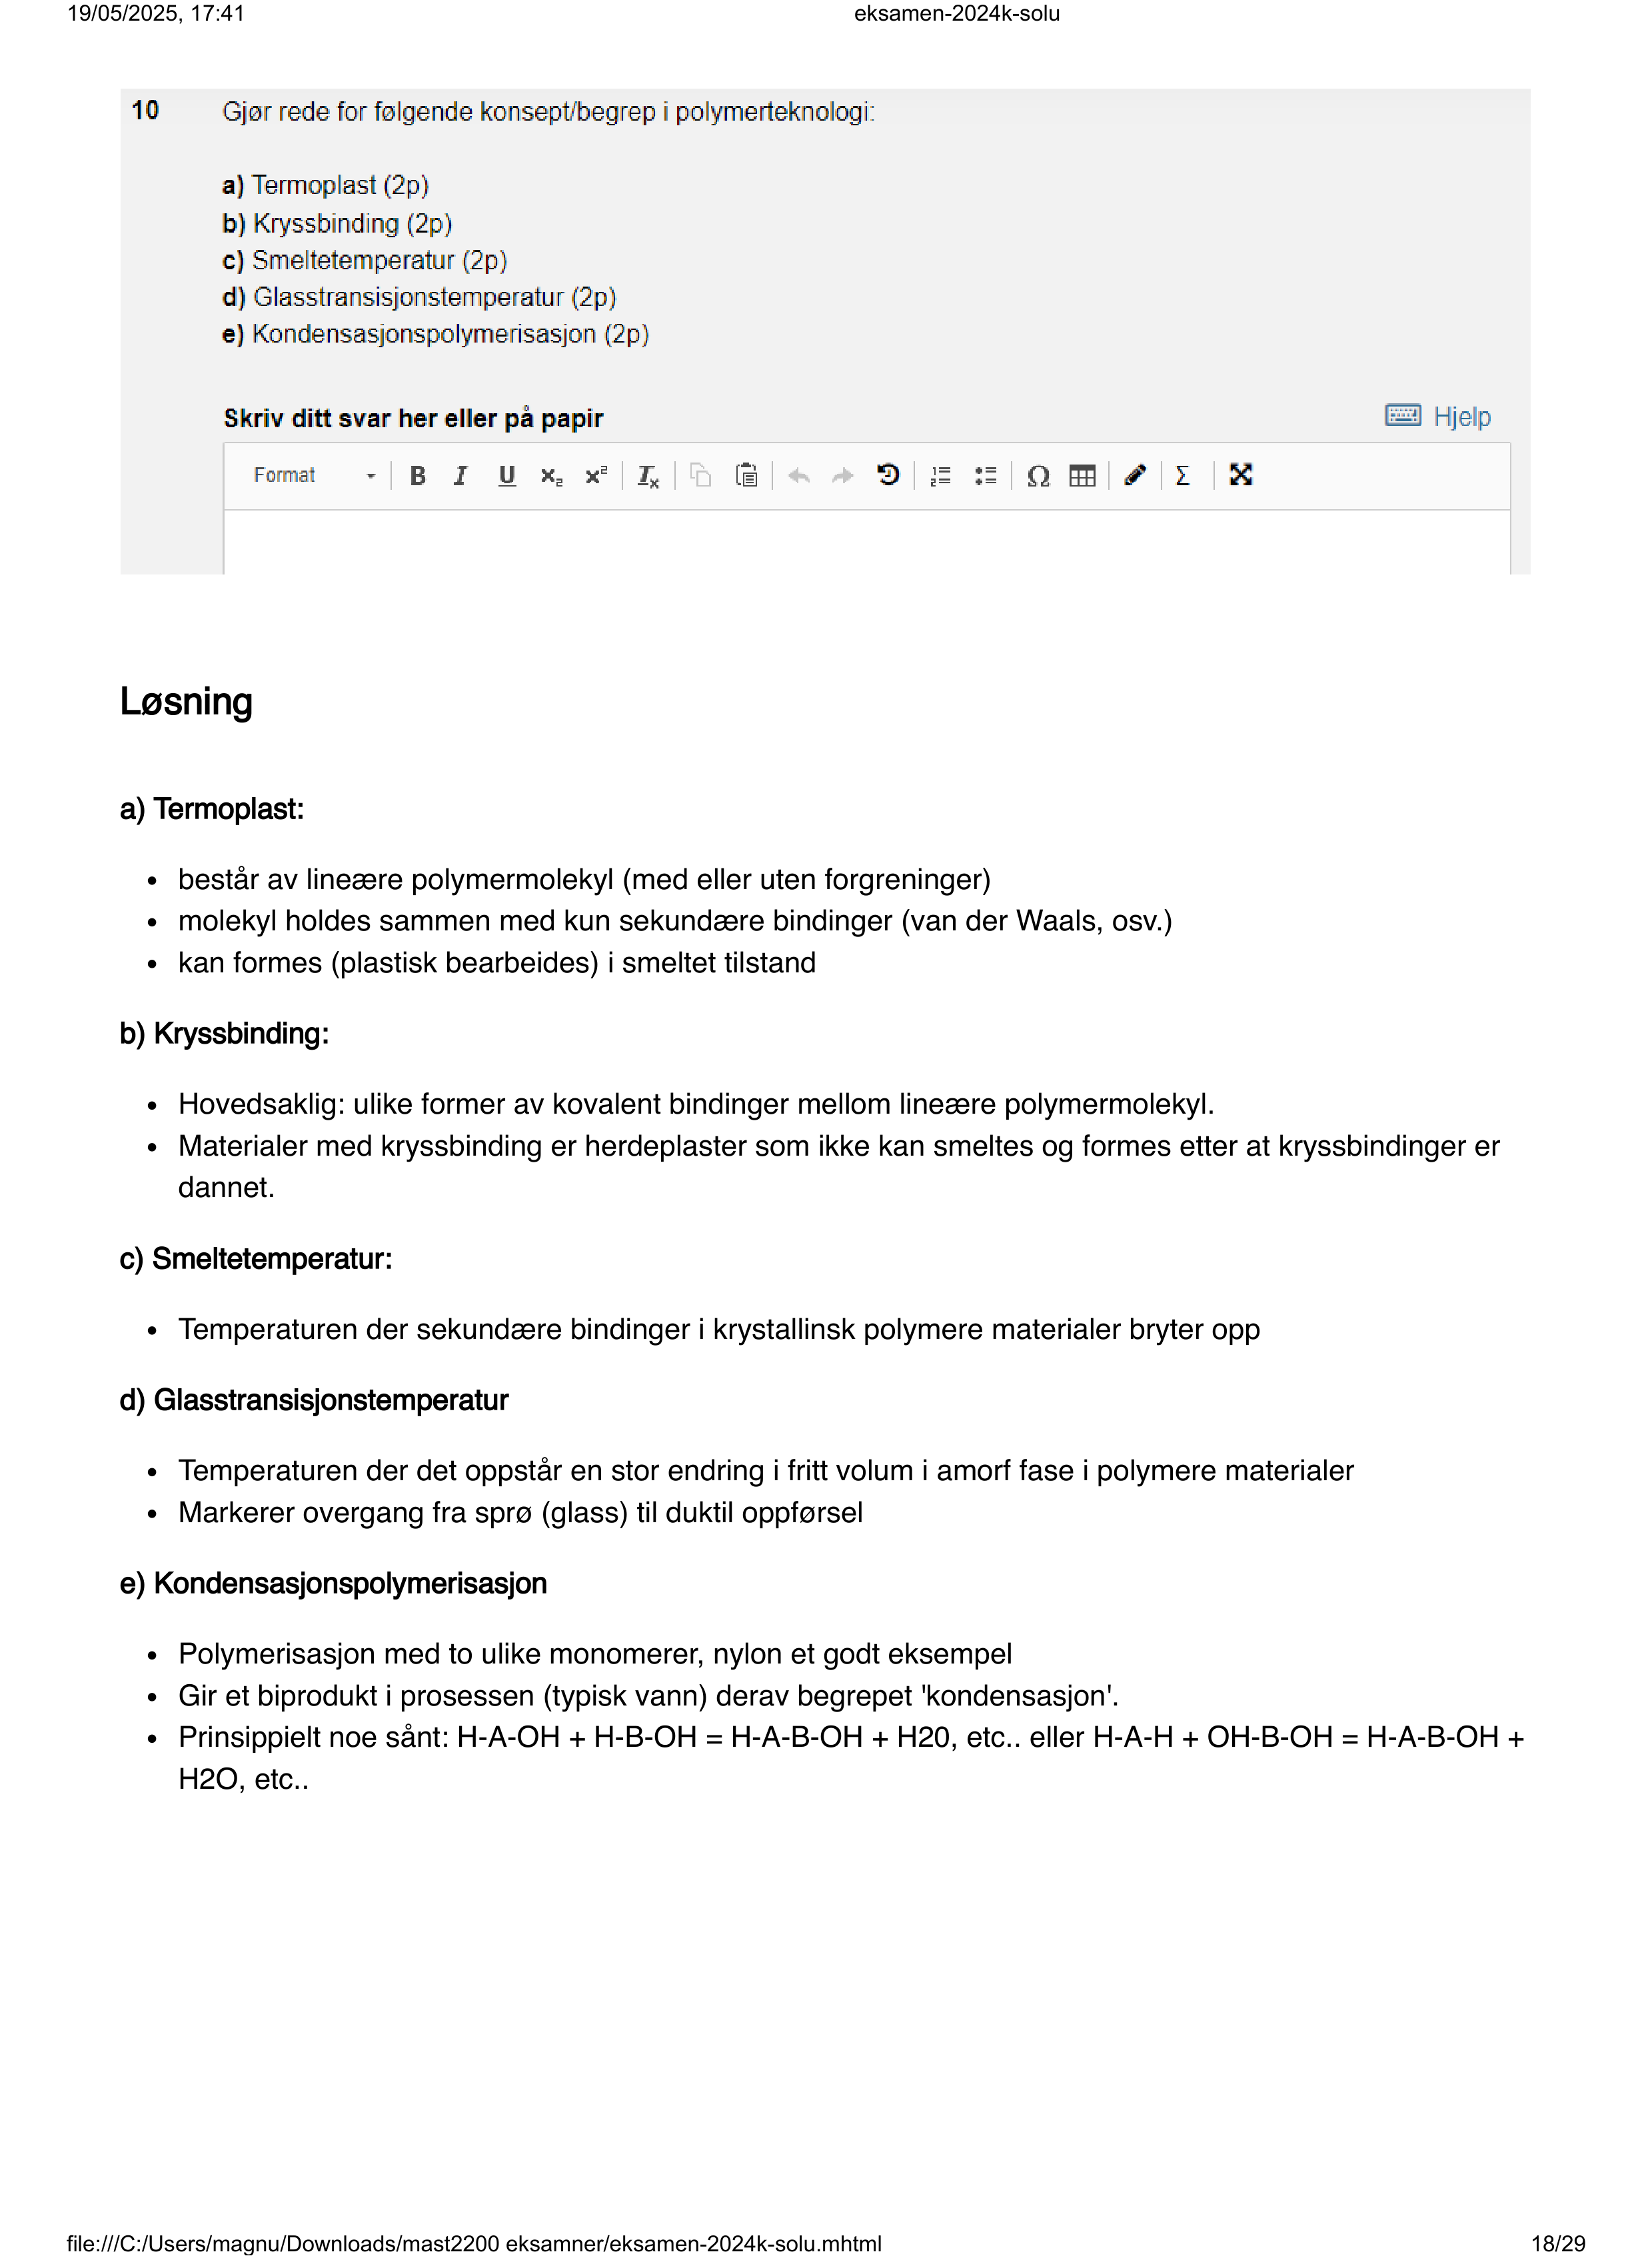 19/05/2025, 17:41 eksamen-2024k-solu
10 Gjør rede for følgende konsept/begrep i polymerteknologi:
a) Termoplast (2p)
b) Kryssbinding (2p)
c) Smeltetemperatur (2p)
d) Glasstransisjonstemperatur (2p)
e) Kondensasjonspolymerisasjon (2p)
Skriv ditt svar her eller på papir Hjelp
Format B I U x₂ x² Iₓ Ω Σ
Løsning
a) Termoplast:
• består av lineære polymermolekyl (med eller uten forgreninger)
• molekyl holdes sammen med kun sekundære bindinger (van der Waals, osv.)
• kan formes (plastisk bearbeides) i smeltet tilstand
b) Kryssbinding:
• Hovedsaklig: ulike former av kovalent bindinger mellom lineære polymermolekyl.
• Materialer med kryssbinding er herdeplaster som ikke kan smeltes og formes etter at kryssbindinger er
dannet.
c) Smeltetemperatur:
• Temperaturen der sekundære bindinger i krystallinsk polymere materialer bryter opp
d) Glasstransisjonstemperatur
• Temperaturen der det oppstår en stor endring i fritt volum i amorf fase i polymere materialer
• Markerer overgang fra sprø (glass) til duktil oppførsel
e) Kondensasjonspolymerisasjon
• Polymerisasjon med to ulike monomerer, nylon et godt eksempel
• Gir et biprodukt i prosessen (typisk vann) derav begrepet 'kondensasjon'.
• Prinsippielt noe sånt: H-A-OH + H-B-OH = H-A-B-OH + H20, etc.. eller H-A-H + OH-B-OH = H-A-B-OH +
H2O, etc..
file:///C:/Users/magnu/Downloads/mast2200 eksamner/eksamen-2024k-solu.mhtml 18/29